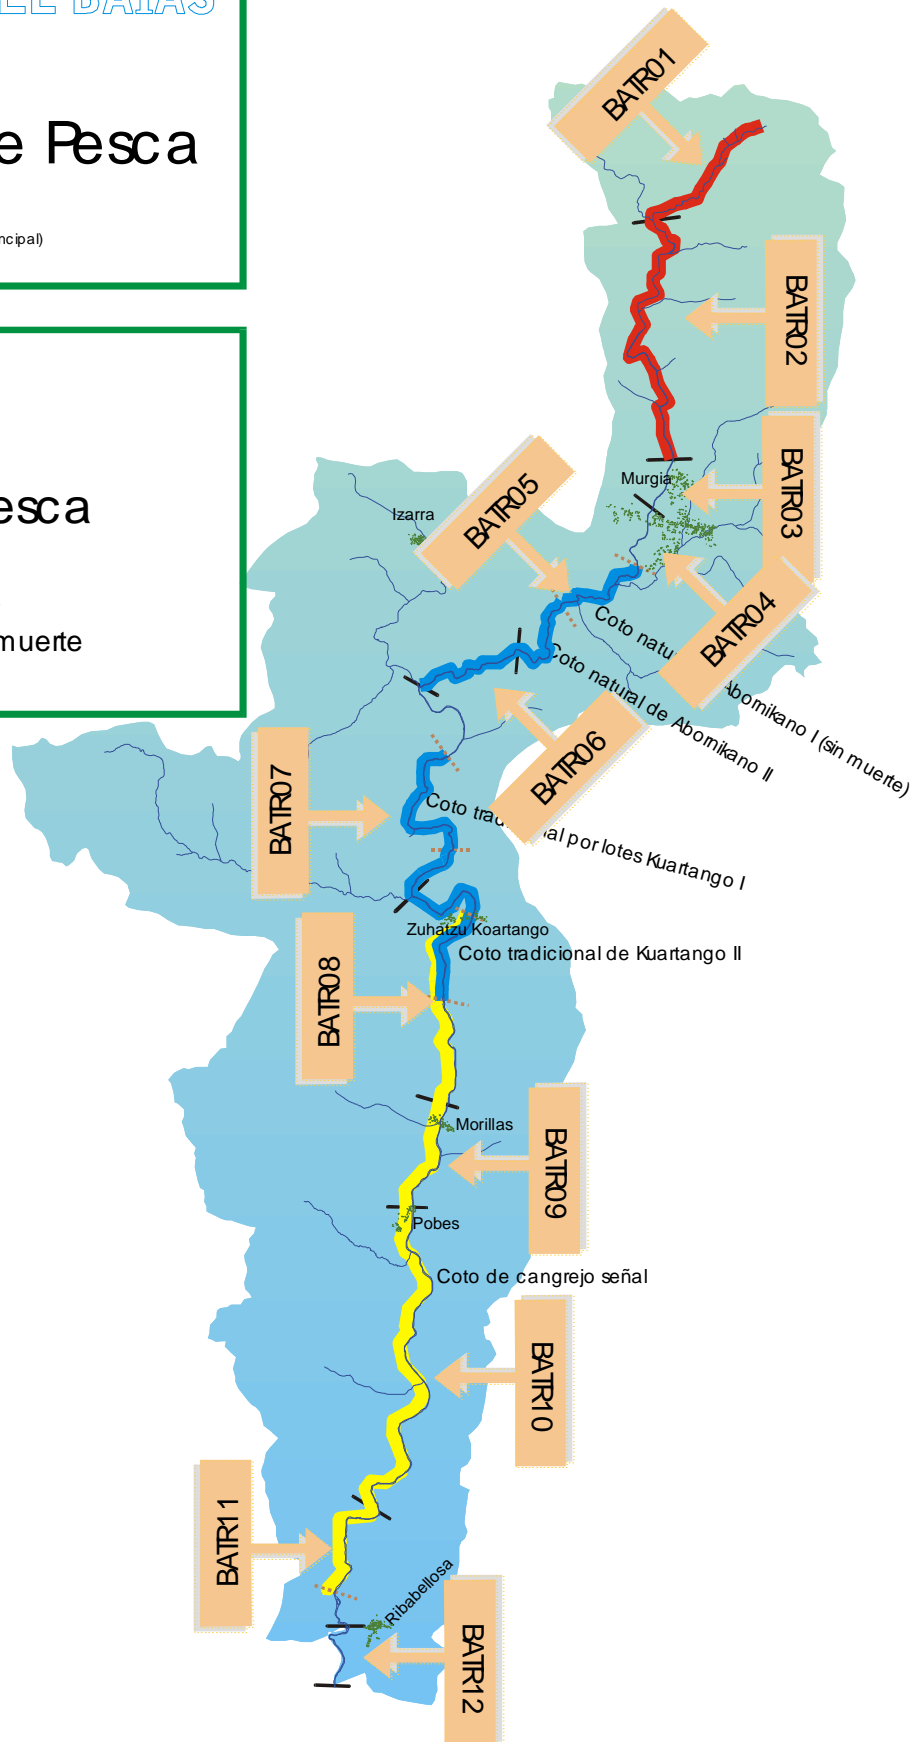 EL BAIAS
e Pesca
ncipal)
esca
muerte
BATR01
BATR02
BATR03
Murgia
BATR05
Izarra
BATR04
Coto natu
Abornikano I (sin muerte)
Coto natural de Abornikano II
BATR06
BATR07
Coto trad
al por lotes Kuartango I
Zuhatzu Koartango
Coto tradicional de Kuartango II
BATR08
Morillas
BATR09
Pobes
Coto de cangrejo señal
BATR10
BATR11
Ribabellosa
BATR12